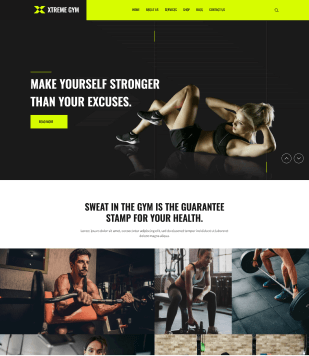 XTREME GYM
HOME ABOUT US SERVICES SHOP BLOG CONTACT US
MAKE YOURSELF STRONGER
THAN YOUR EXCUSES.
READ MORE
SWEAT IN THE GYM IS THE GUARANTEE
STAMP FOR YOUR HEALTH.